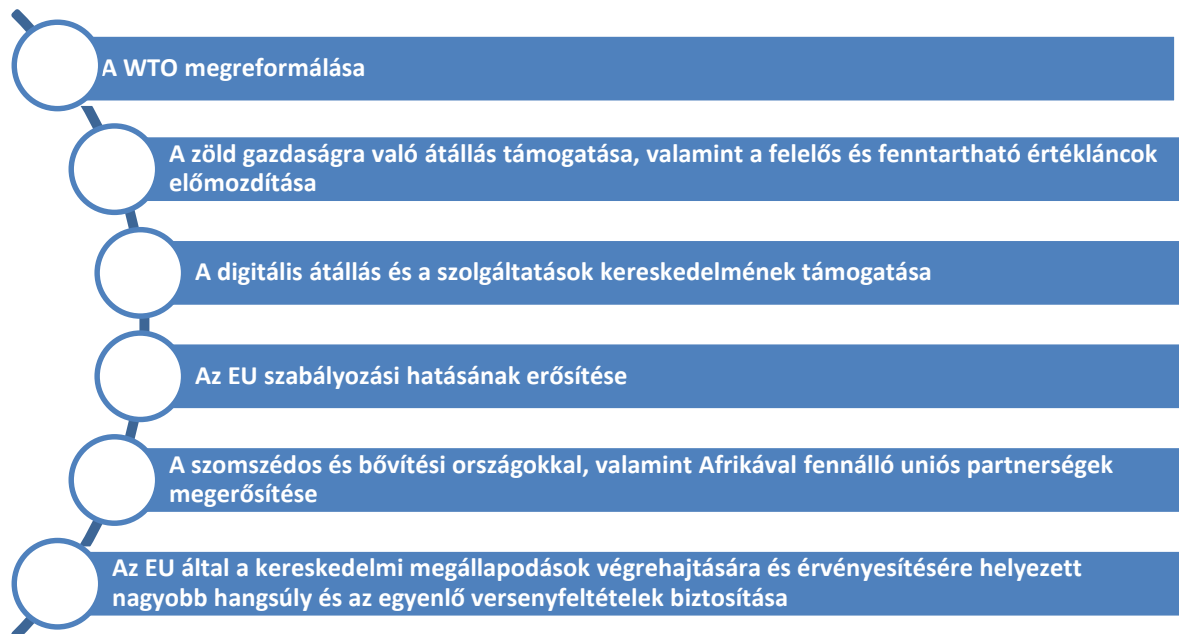 A WTO megreformálása
A zöld gazdaságra való átállás támogatása, valamint a felelős és fenntartható értékláncok
előmozdítása
A digitális átállás és a szolgáltatások kereskedelmének támogatása
Az EU szabályozási hatásának erősítése
A szomszédos és bővítési országokkal, valamint Afrikával fennálló uniós partnerségek
megerősítése
Az EU által a kereskedelmi megállapodások végrehajtására és érvényesítésére helyezett
nagyobb hangsúly és az egyenlő versenyfeltételek biztosítása